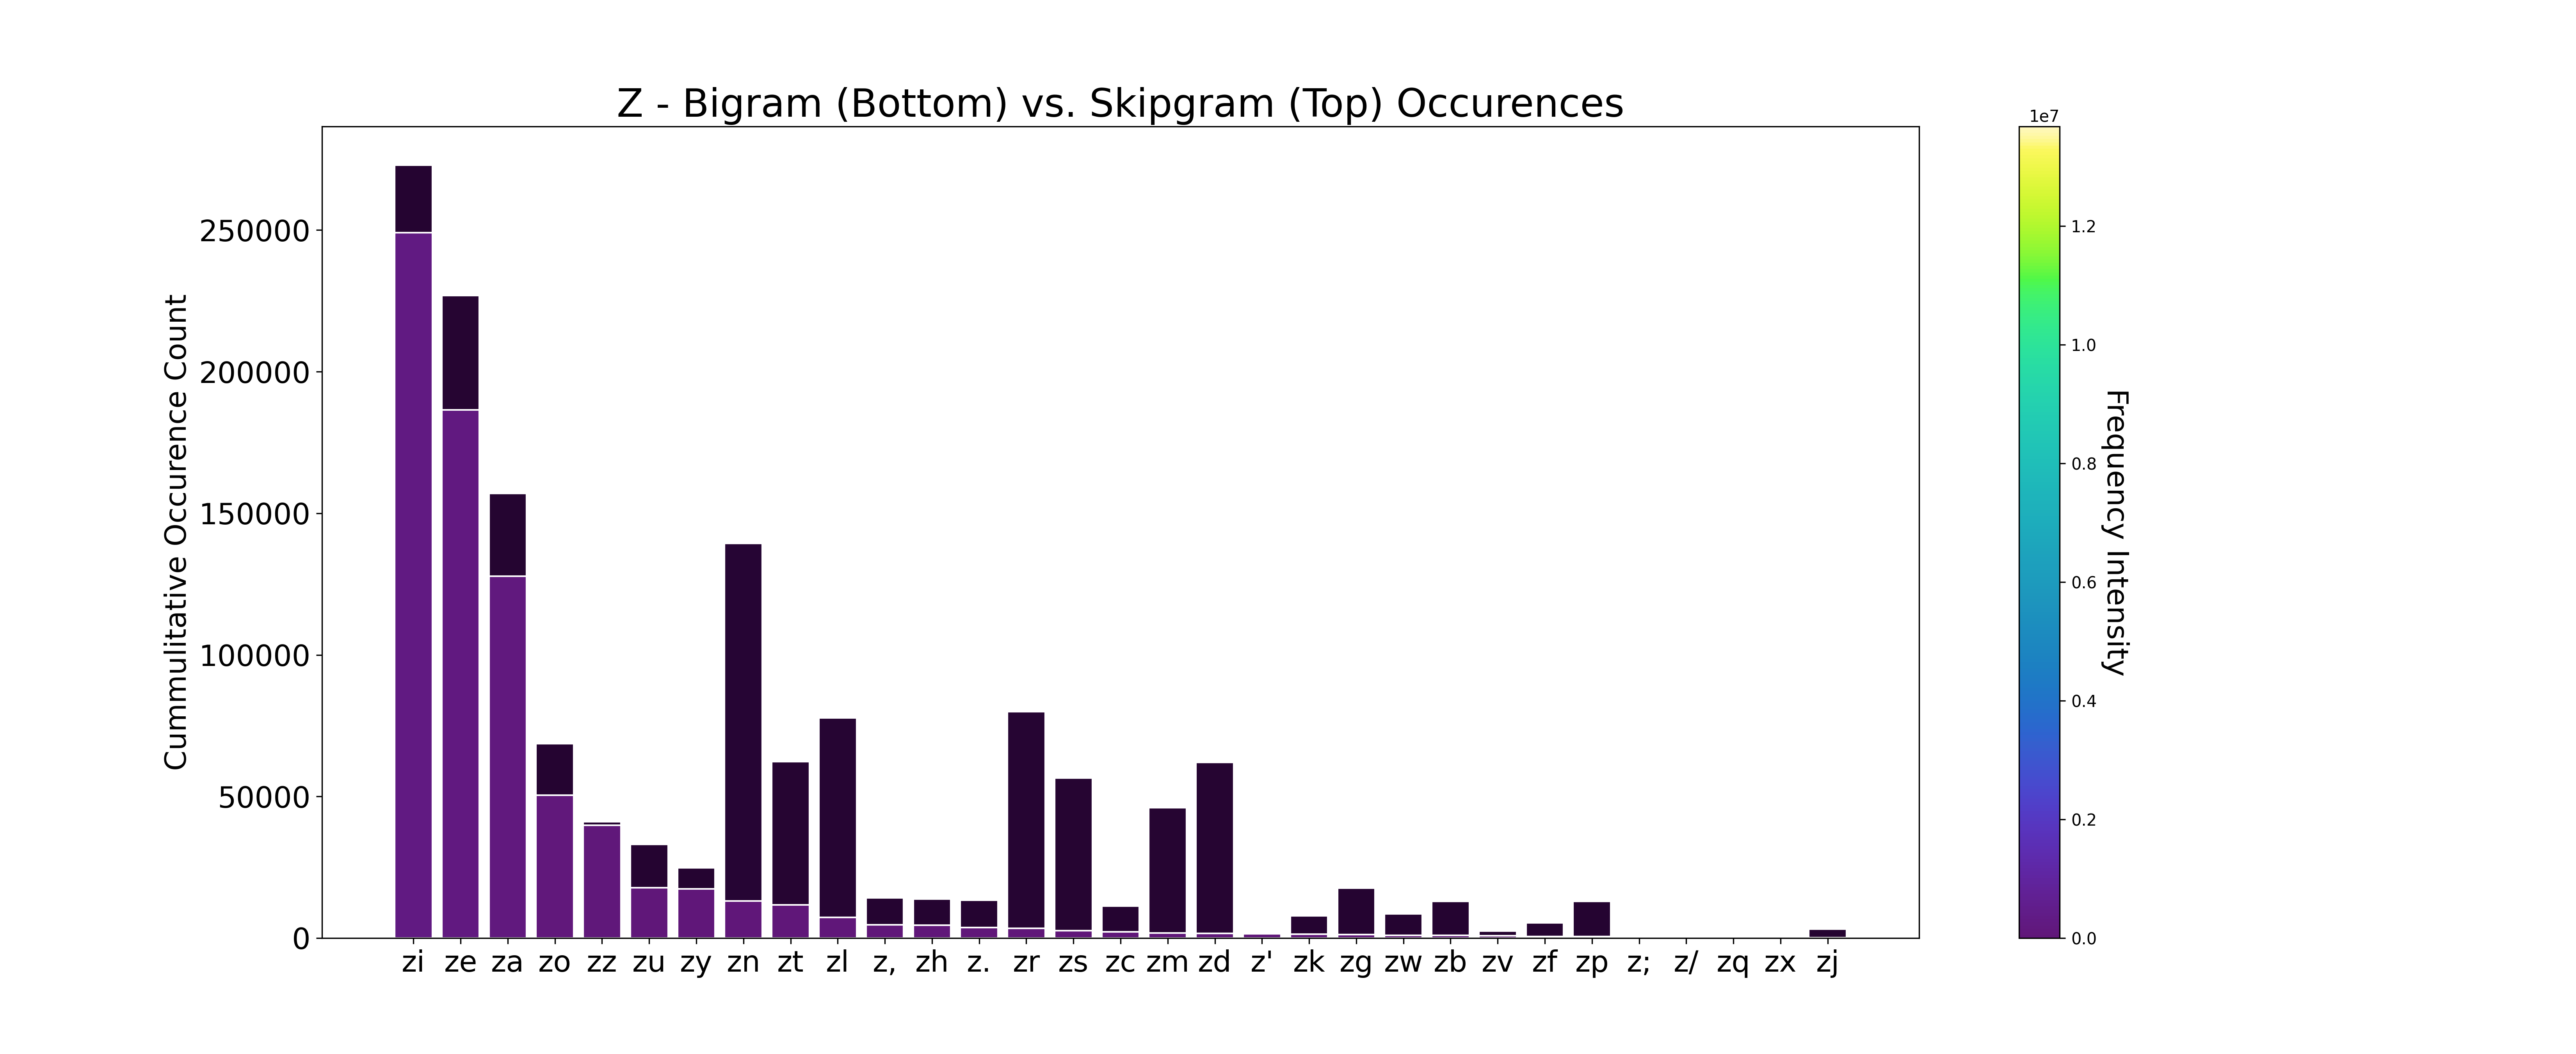 Z - Bigram (Bottom) vs. Skipgram (Top) Occurences
1e7
Cummulitative Occurence Count
250000
200000
150000
100000
50000
0
zi ze za zo zz zu zy zn zt zl z, zh z. zr zs zc zm zd z' zk zg zw zb zv zf zp z; z/ zq zx zj
1.2
1.0
0.8
0.6
0.4
0.2
0.0
Frequency Intensity